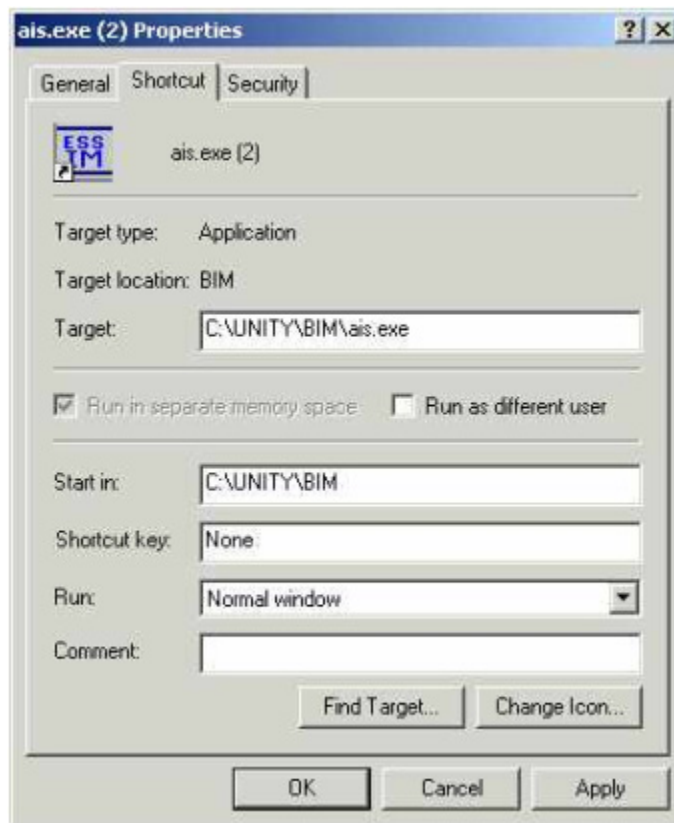 ais.exe (2) Properties
General Shortcut Security
ESS
TM
ais.exe (2)
Target type: Application
Target location: BIM
Target: C:\UNITY\BIM\ais.exe
Run in separate memory space Run as different user
Start in: C:\UNITY\BIM
Shortcut key: None
Run: Normal window
Comment:
Find Target... Change Icon...
OK Cancel Apply